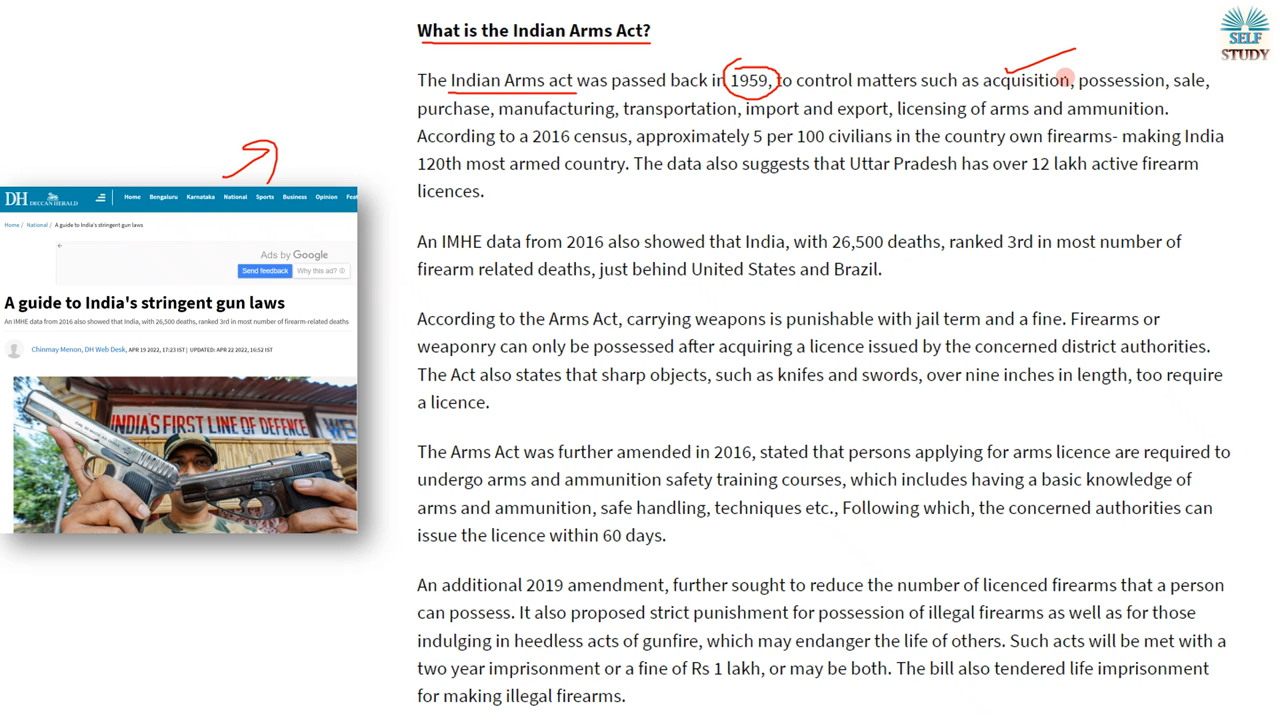 What is the Indian Arms Act?
SELF
STUDY
The Indian Arms act was passed back in 1959, to control matters such as acquisition, possession, sale,
purchase, manufacturing, transportation, import and export, licensing of arms and ammunition.
According to a 2016 census, approximately 5 per 100 civilians in the country own firearms- making India
120th most armed country. The data also suggests that Uttar Pradesh has over 12 lakh active firearm
licences.
DH DECCAN HERALD Home Bengaluru Karnataka National Sports Business Opinion Feat
Home / National / A guide to India's stringent gun laws
Ads by Google
Send feedback Why this ad?
A guide to India's stringent gun laws
An IMHE data from 2016 also showed that India, with 26,500 deaths, ranked 3rd in most number of firearm-related deaths
Chinmay Menon, DH Web Desk, APR 19 2022, 17:23 IST | UPDATED: APR 22 2022, 16:52 IST
INDIA'S FIRST LINE OF DEFENCE
WEL
An IMHE data from 2016 also showed that India, with 26,500 deaths, ranked 3rd in most number of
firearm related deaths, just behind United States and Brazil.
According to the Arms Act, carrying weapons is punishable with jail term and a fine. Firearms or
weaponry can only be possessed after acquiring a licence issued by the concerned district authorities.
The Act also states that sharp objects, such as knifes and swords, over nine inches in length, too require
a licence.
The Arms Act was further amended in 2016, stated that persons applying for arms licence are required to
undergo arms and ammunition safety training courses, which includes having a basic knowledge of
arms and ammunition, safe handling, techniques etc., Following which, the concerned authorities can
issue the licence within 60 days.
An additional 2019 amendment, further sought to reduce the number of licenced firearms that a person
can possess. It also proposed strict punishment for possession of illegal firearms as well as for those
indulging in heedless acts of gunfire, which may endanger the life of others. Such acts will be met with a
two year imprisonment or a fine of Rs 1 lakh, or may be both. The bill also tendered life imprisonment
for making illegal firearms.